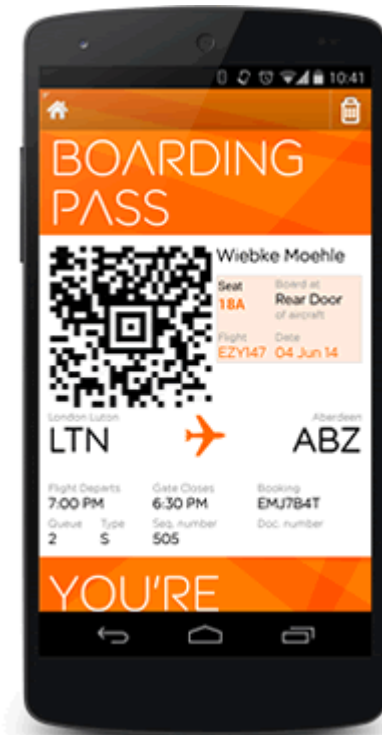 10:41
BOARDING
PASS
Wiebke Moehle
Seat Board at
18A Rear Door
of aircraft
Flight Date
EZY147 04 Jun 14
London Luton Aberdeen
LTN ABZ
Flight Departs Gate Closes Booking
7:00 PM 6:30 PM EMJ7B4T
Queue Type Seq. number Doc. number
2 S 505
YOU'RE